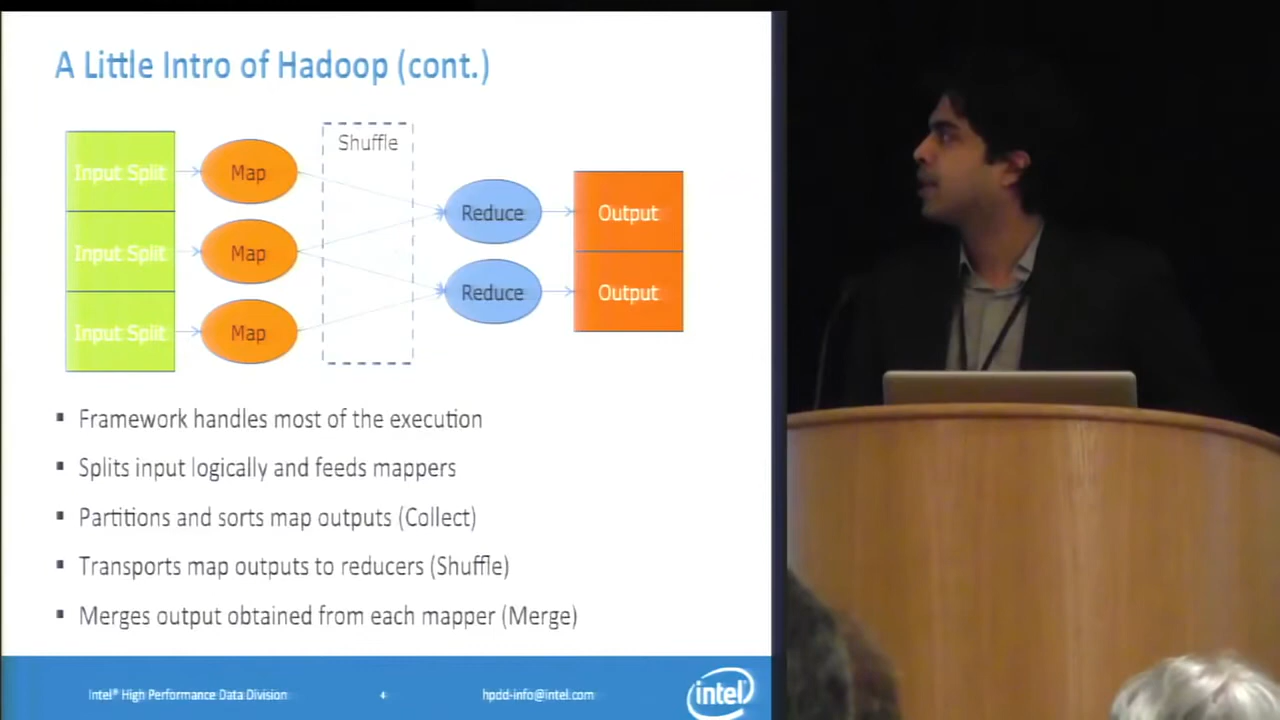 A Little Intro of Hadoop (cont.)
Shuffle
Input Split
Map
Input Split
Map
Input Split
Map
Reduce
Reduce
Output
Output
Framework handles most of the execution
Splits input logically and feeds mappers
Partitions and sorts map outputs (Collect)
Transports map outputs to reducers (Shuffle)
Merges output obtained from each mapper (Merge)
Intel® High Performance Data Division
4
hpdd-info@intel.com
intel